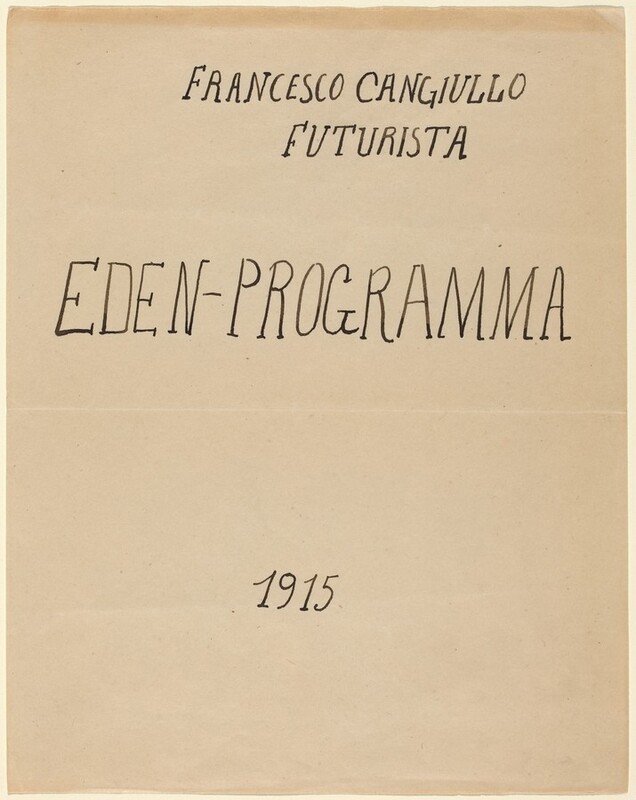 FRANCESCO CANGIULLO
FUTURISTA
EDEN-PROGRAMMA
1915